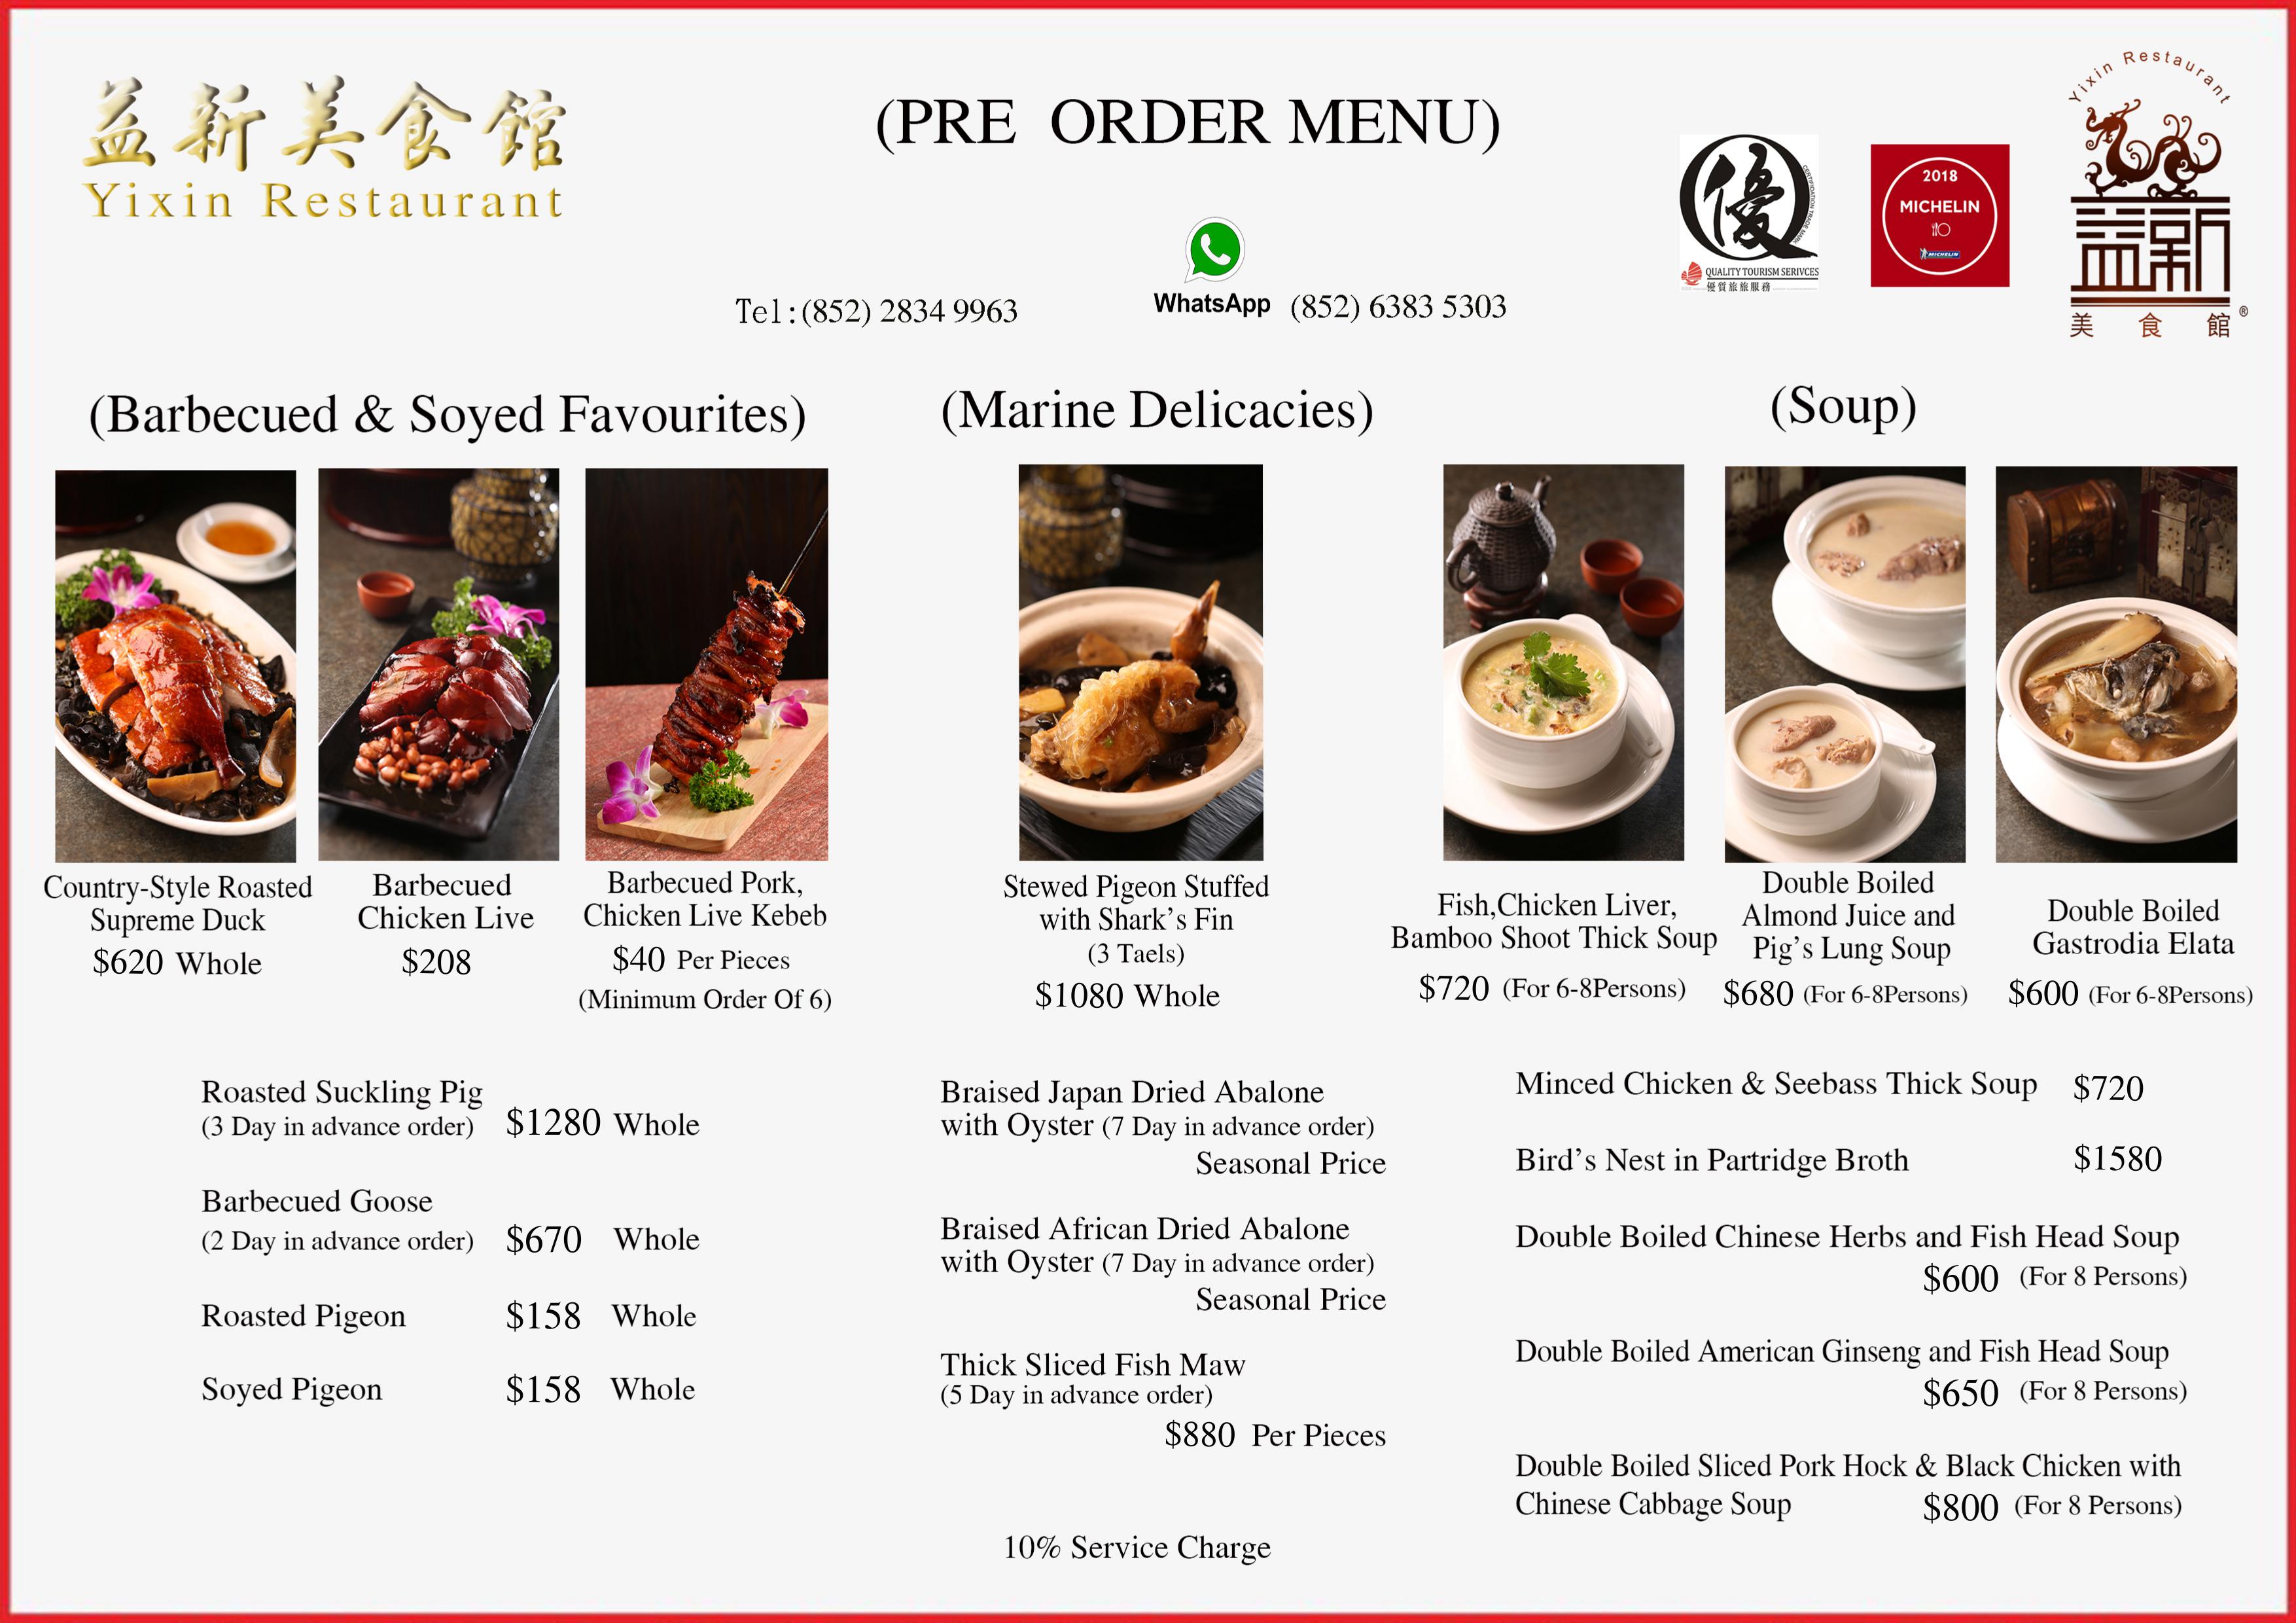 益新美食館
Yixin Restaurant
(PRE ORDER MENU)
Tel:(852) 2834 9963
WhatsApp (852) 6383 5303
優
CERTIFICATION TRADE MARK
QUALITY TOURISM SERIVCES
優質旅旅服務
2018
MICHELIN
MICHELIN
Yixin Restaurant
益新
美食館®
(Barbecued & Soyed Favourites)
Country-Style Roasted
Supreme Duck
$620 Whole
Barbecued
Chicken Live
$208
Barbecued Pork,
Chicken Live Kebeb
$40 Per Pieces
(Minimum Order Of 6)
Roasted Suckling Pig
(3 Day in advance order) $1280 Whole
Barbecued Goose
(2 Day in advance order) $670 Whole
Roasted Pigeon $158 Whole
Soyed Pigeon $158 Whole
(Marine Delicacies)
Stewed Pigeon Stuffed
with Shark's Fin
(3 Taels)
$1080 Whole
Braised Japan Dried Abalone
with Oyster (7 Day in advance order)
Seasonal Price
Braised African Dried Abalone
with Oyster (7 Day in advance order)
Seasonal Price
Thick Sliced Fish Maw
(5 Day in advance order)
$880 Per Pieces
(Soup)
Fish,Chicken Liver,
Bamboo Shoot Thick Soup
$720 (For 6-8Persons)
Double Boiled
Almond Juice and
Pig's Lung Soup
$680 (For 6-8Persons)
Double Boiled
Gastrodia Elata
$600 (For 6-8Persons)
Minced Chicken & Seebass Thick Soup $720
Bird's Nest in Partridge Broth $1580
Double Boiled Chinese Herbs and Fish Head Soup
$600 (For 8 Persons)
Double Boiled American Ginseng and Fish Head Soup
$650 (For 8 Persons)
Double Boiled Sliced Pork Hock & Black Chicken with
Chinese Cabbage Soup $800 (For 8 Persons)
10% Service Charge